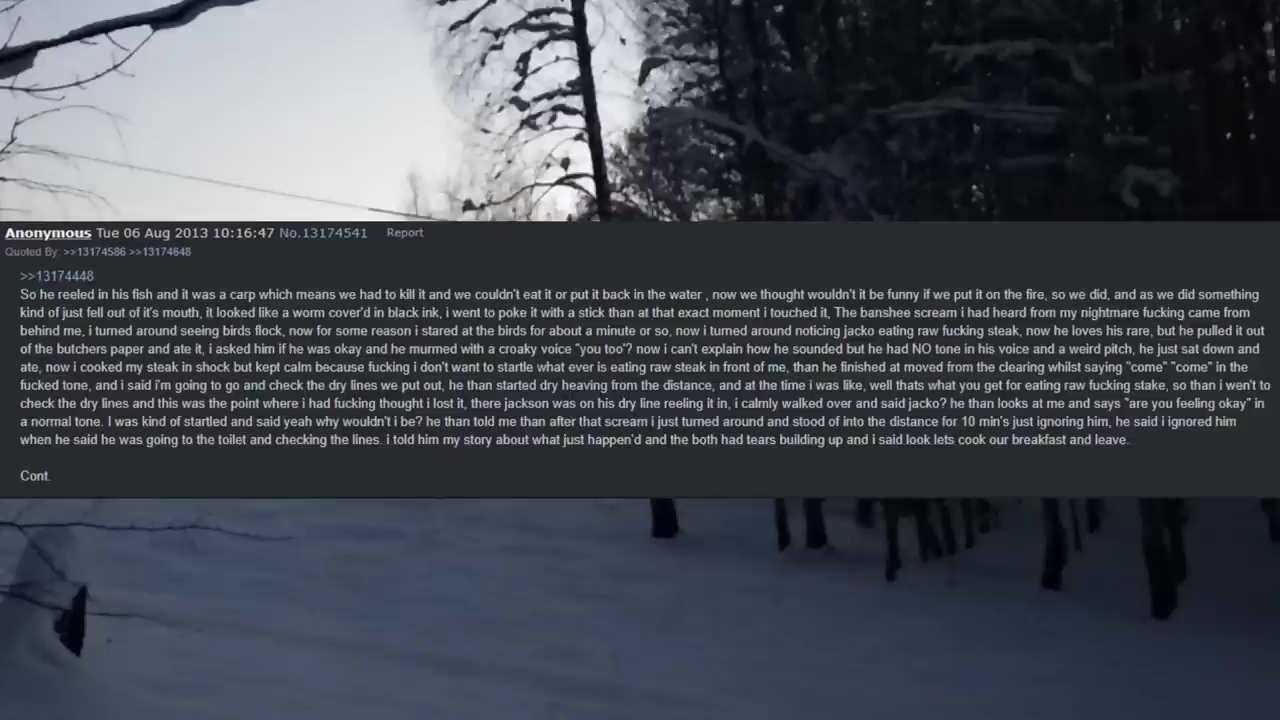 Anonymous Tue 06 Aug 2013 10:16:47 No.13174541 Report
Quoted By: >>13174586 >>13174648
>>13174448
So he reeled in his fish and it was a carp which means we had to kill it and we couldn't eat it or put it back in the water , now we thought wouldn't it be funny if we put it on the fire, so we did, and as we did something
kind of just fell out of it's mouth, it looked like a worm cover'd in black ink, i went to poke it with a stick than at that exact moment i touched it, The banshee scream i had heard from my nightmare fucking came from
behind me, i turned around seeing birds flock, now for some reason i stared at the birds for about a minute or so, now i turned around noticing jacko eating raw fucking steak, now he loves his rare, but he pulled it out
of the butchers paper and ate it, i asked him if he was okay and he murmed with a croaky voice "you too'? now i can't explain how he sounded but he had NO tone in his voice and a weird pitch, he just sat down and
ate, now i cooked my steak in shock but kept calm because fucking i don't want to startle what ever is eating raw steak in front of me, than he finished at moved from the clearing whilst saying "come" "come" in the
fucked tone, and i said i'm going to go and check the dry lines we put out, he than started dry heaving from the distance, and at the time i was like, well thats what you get for eating raw fucking stake, so than i wen't to
check the dry lines and this was the point where i had fucking thought i lost it, there jackson was on his dry line reeling it in, i calmly walked over and said jacko? he than looks at me and says "are you feeling okay" in
a normal tone. I was kind of startled and said yeah why wouldn't i be? he than told me than after that scream i just turned around and stood of into the distance for 10 min's just ignoring him, he said i ignored him
when he said he was going to the toilet and checking the lines. i told him my story about what just happen'd and the both had tears building up and i said look lets cook our breakfast and leave.
Cont.